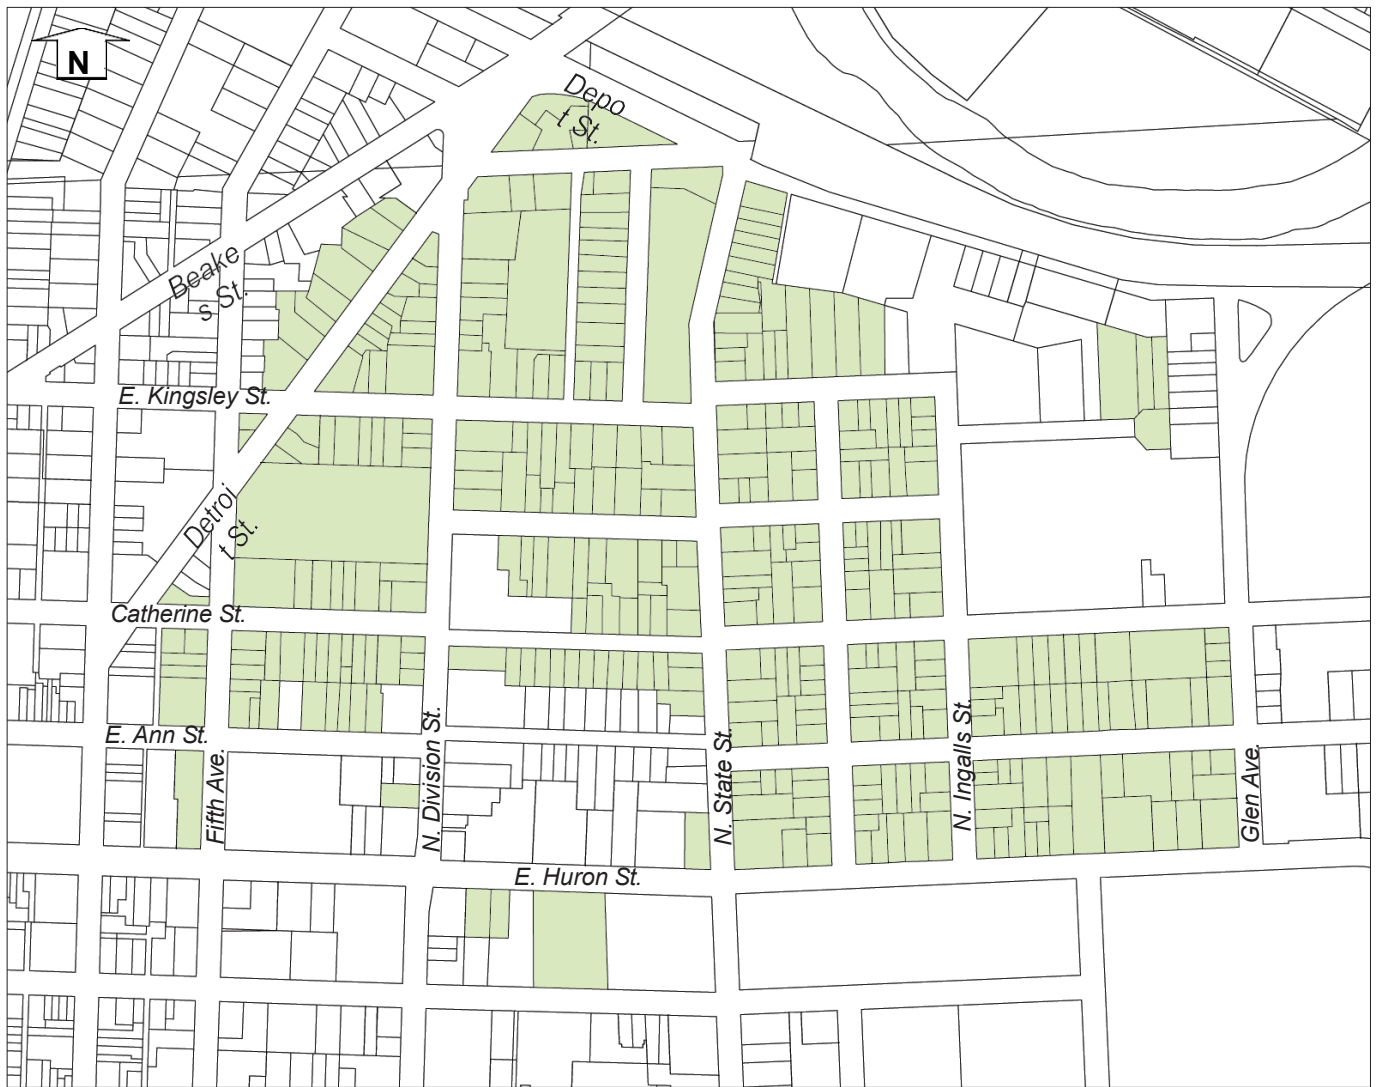 N
Depo
t St.
Beake
s St.
E. Kingsley St.
Detroi
t St.
Catherine St.
E. Ann St.
Fifth Ave.
N. Division St.
N. State St.
N. Ingalls St.
Glen Ave.
E. Huron St.